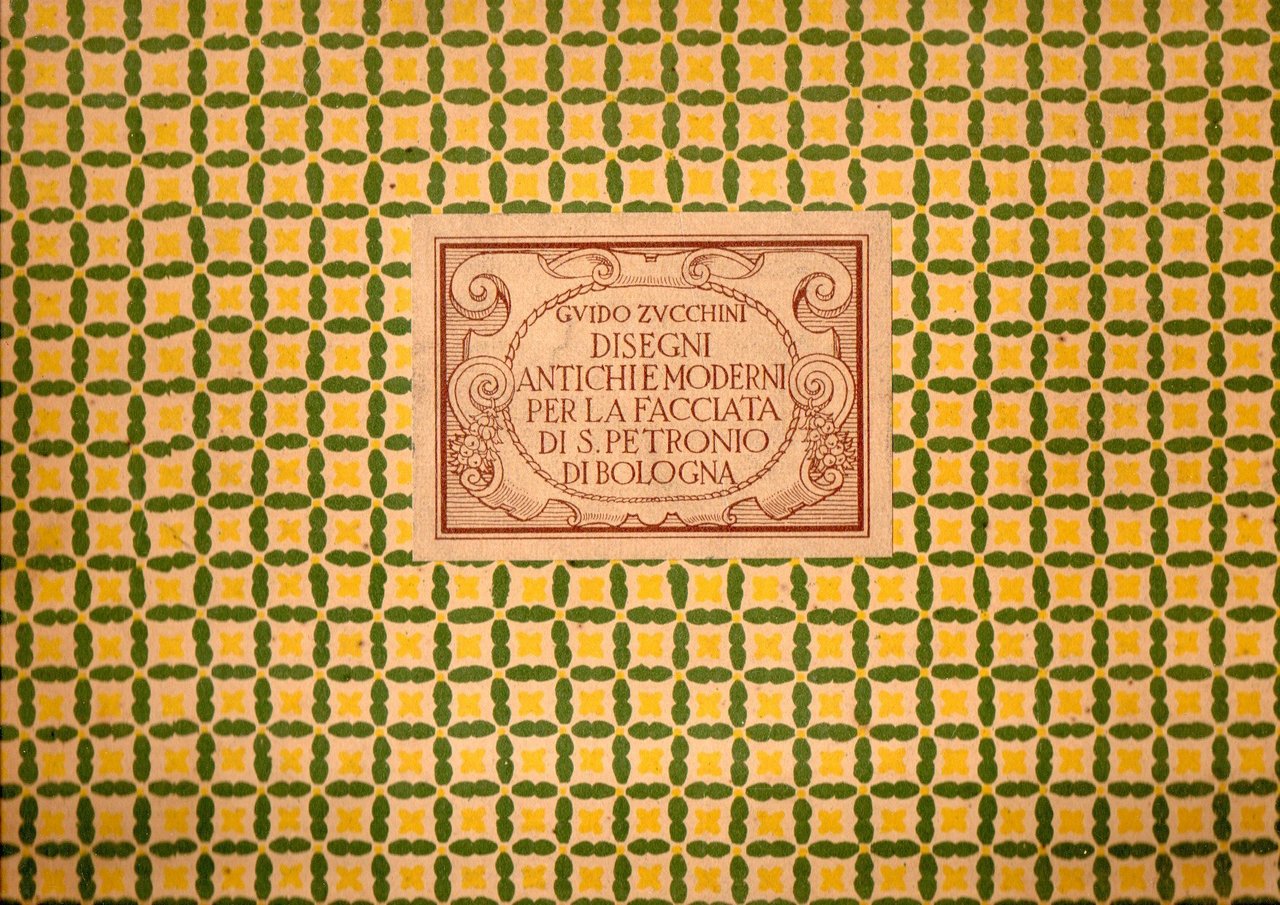 GVIDO ZVCCHINI
DISEGNI
ANTICHI E MODERNI
PER LA FACCIATA
DI S. PETRONIO
DI BOLOGNA